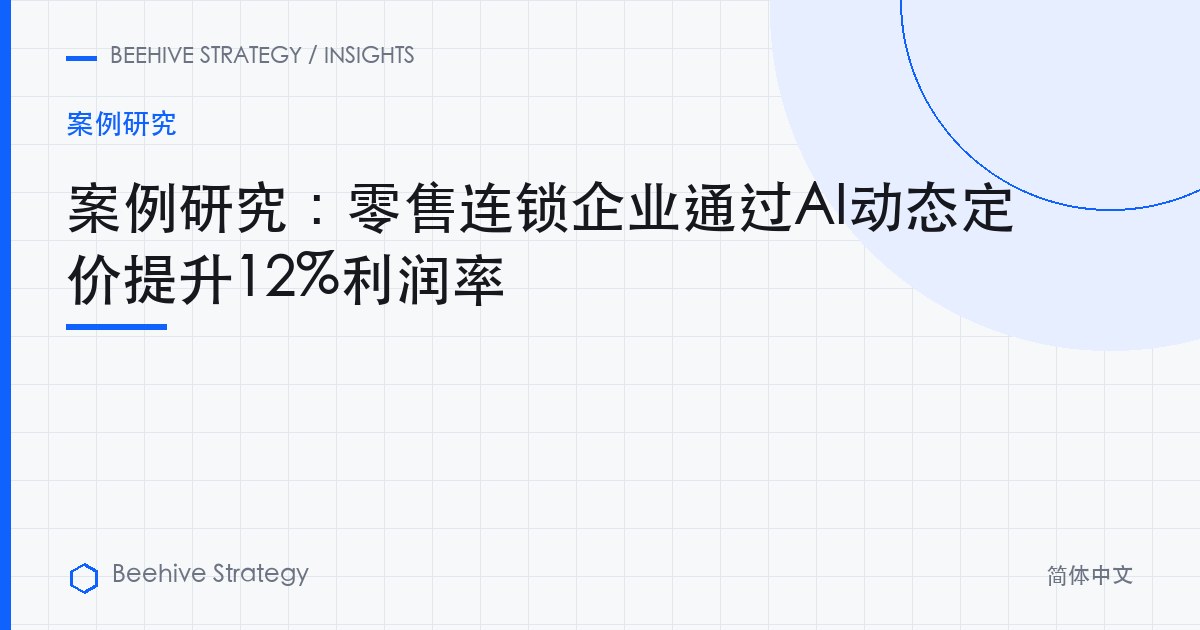 BEEHIVE STRATEGY / INSIGHTS
案例研究
案例研究：零售连锁企业通过AI动态定
价提升12%利润率
Beehive Strategy
简体中文